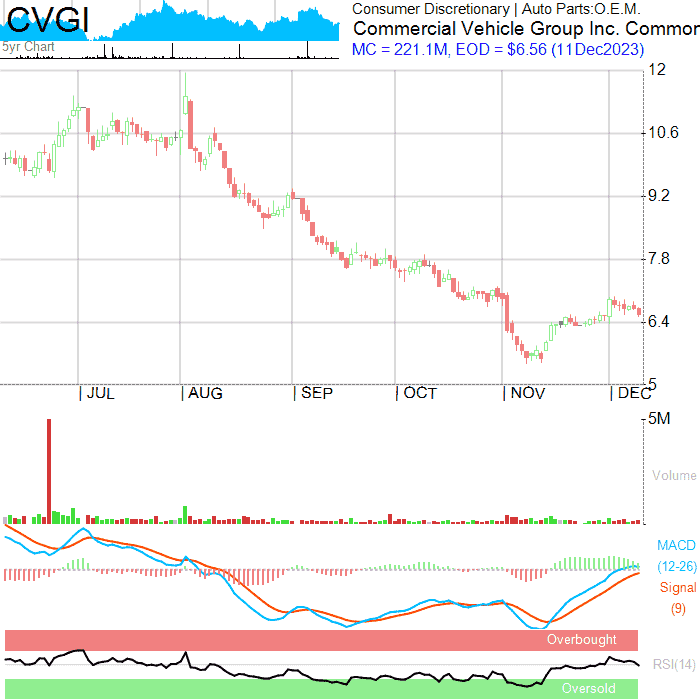 CVGI
5yr Chart
Consumer Discretionary | Auto Parts:O.E.M.
Commercial Vehicle Group Inc. Common
MC = 221.1M, EOD = $6.56 (11Dec2023)
12
10.6
9.2
7.8
6.4
5
JUL AUG SEP OCT NOV DEC
5M
Volume
MACD
(12-26)
Signal
(9)
Overbought
RSI(14)
Oversold